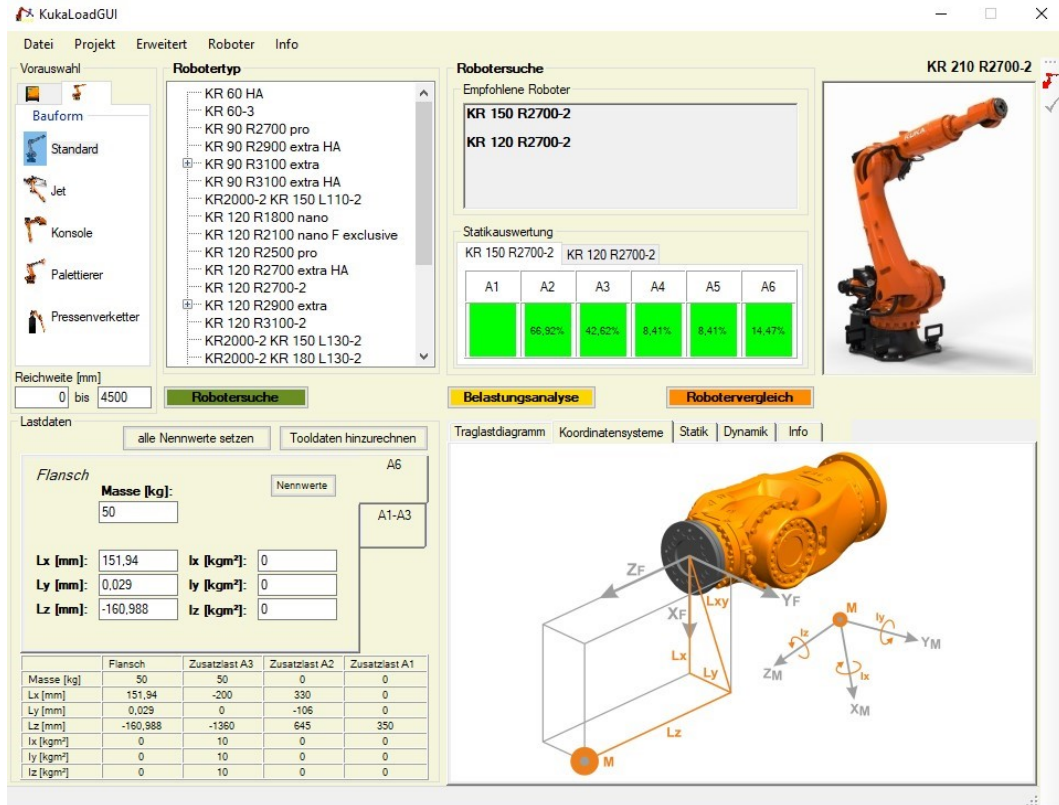 KukaLoadGUI
Datei Projekt Erweitert Roboter Info
Vorauswahl
Bauform
Standard
Jet
Konsole
Palettierer
Pressenverketter
Reichweite [mm]
0 bis 4500
Robotertyp
KR 60 HA
KR 60-3
KR 90 R2700 pro
KR 90 R2900 extra HA
KR 90 R3100 extra
KR 90 R3100 extra HA
KR2000-2 KR 150 L110-2
KR 120 R1800 nano
KR 120 R2100 nano F exclusive
KR 120 R2500 pro
KR 120 R2700 extra HA
KR 120 R2700-2
KR 120 R2900 extra
KR 120 R3100-2
KR2000-2 KR 150 L130-2
KR2000-2 KR 180 L130-2
Robotersuche
Robotersuche
Empfohlene Roboter
KR 150 R2700-2
KR 120 R2700-2
Statikauswertung
KR 150 R2700-2 KR 120 R2700-2
A1 A2 A3 A4 A5 A6
66,92% 42,62% 8,41% 8,41% 14,47%
KR 210 R2700-2
KUKA
Belastungsanalyse Robotervergleich
Lastdaten
alle Nennwerte setzen Tooldaten hinzurechnen
Flansch
A6
A1-A3
Masse [kg]: Nennwerte
50
Lx [mm]: 151,94 Ix [kgm²]: 0
Ly [mm]: 0,029 Iy [kgm²]: 0
Lz [mm]: -160,988 Iz [kgm²]: 0
Flansch Zusatzlast A3 Zusatzlast A2 Zusatzlast A1
Masse [kg] 50 50 0 0
Lx [mm] 151,94 -200 330 0
Ly [mm] 0,029 0 -106 0
Lz [mm] -160,988 -1360 645 350
Ix [kgm²] 0 10 0 0
Iy [kgm²] 0 10 0 0
Iz [kgm²] 0 10 0 0
Traglastdiagramm Koordinatensysteme Statik Dynamik Info
ZF
YF
XF
Lxy
Lx
Ly
Lz
M
M
Iz
Iy
Ix
ZM
YM
XM